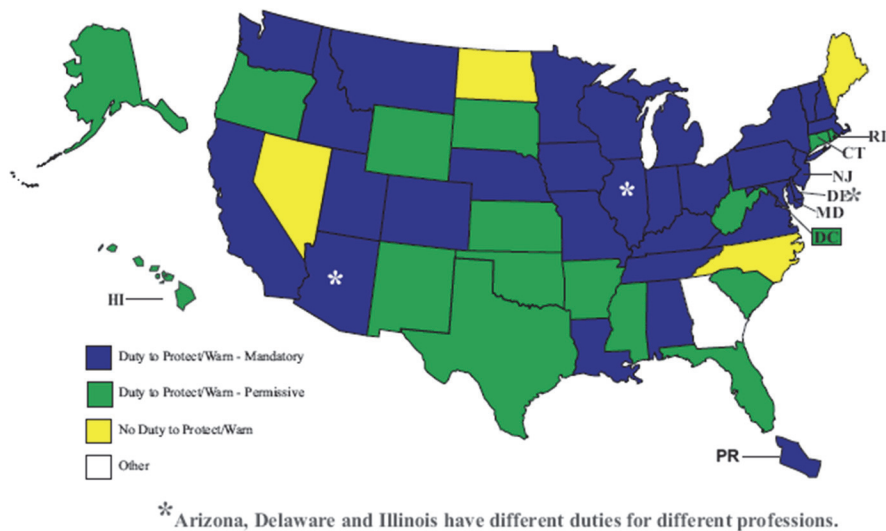 RI
CT
NJ
DE*
MD
DC
HI
Duty to Protect/Warn - Mandatory
Duty to Protect/Warn - Permissive
No Duty to Protect/Warn
Other
PR
*
*
* Arizona, Delaware and Illinois have different duties for different professions.